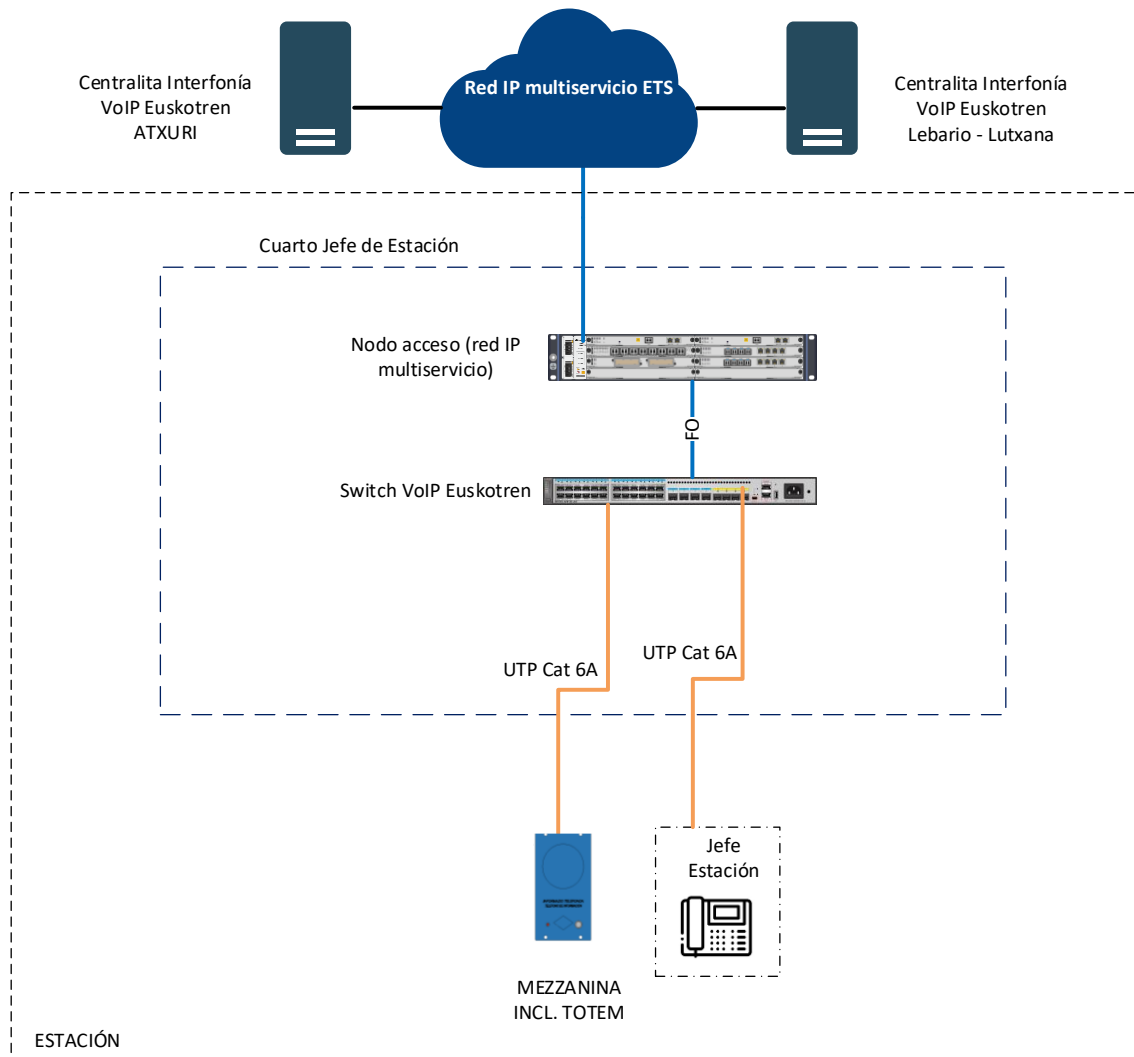 Centralita Interfonía
VoIP Euskotren
ATXURI
Red IP multiservicio ETS
Centralita Interfonía
VoIP Euskotren
Lebario - Lutxana
Cuarto Jefe de Estación
Nodo acceso (red IP
multiservicio)
FO
Switch VoIP Euskotren
UTP Cat 6A
UTP Cat 6A
Jefe
Estación
MEZZANINA
INCL. TOTEM
ESTACIÓN